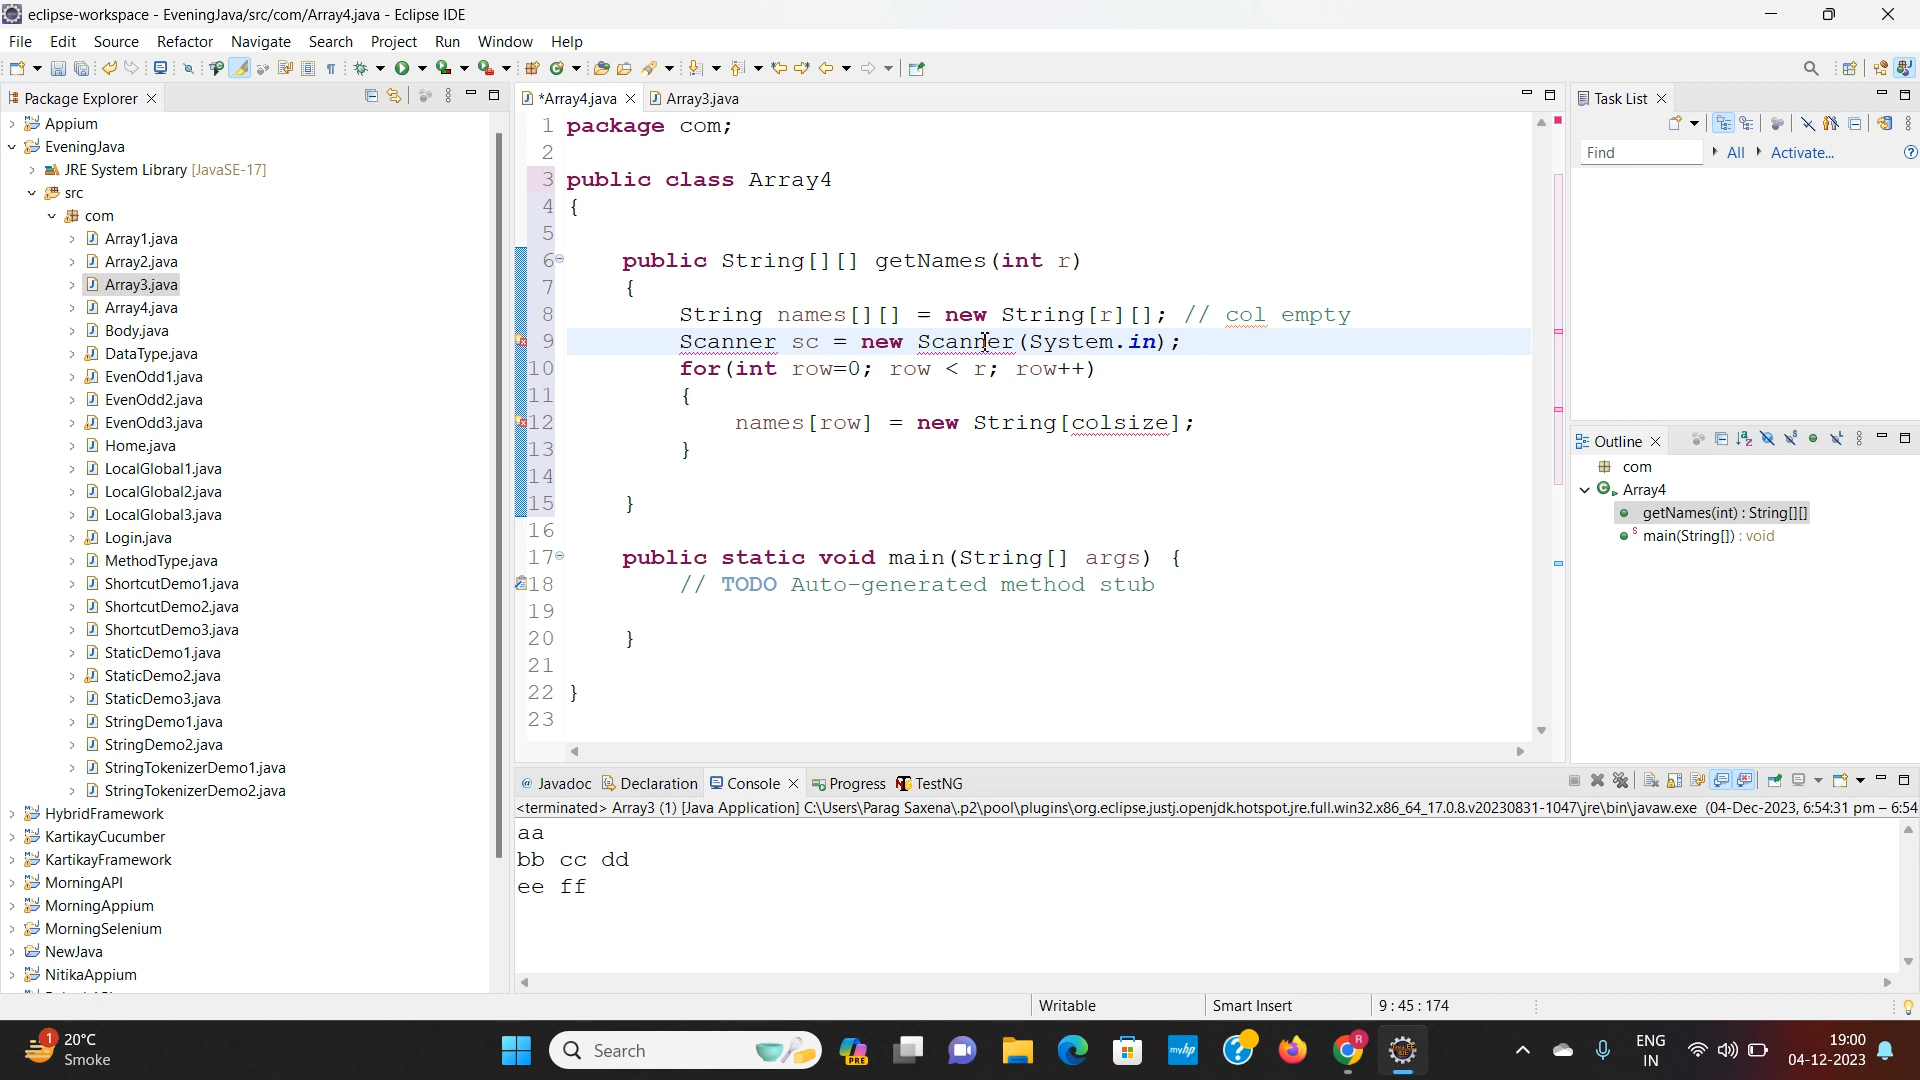 eclipse-workspace - EveningJava/src/com/Array4.java - Eclipse IDE
File Edit Source Refactor Navigate Search Project Run Window Help
Package Explorer
*Array4.java Array3.java
Task List
Appium
EveningJava
JRE System Library [JavaSE-17]
src
com
Array1.java
Array2.java
Array3.java
Array4.java
Body.java
DataType.java
EvenOdd1.java
EvenOdd2.java
EvenOdd3.java
Home.java
LocalGlobal1.java
LocalGlobal2.java
LocalGlobal3.java
Login.java
MethodType.java
ShortcutDemo1.java
ShortcutDemo2.java
ShortcutDemo3.java
StaticDemo1.java
StaticDemo2.java
StaticDemo3.java
StringDemo1.java
StringDemo2.java
StringTokenizerDemo1.java
StringTokenizerDemo2.java
HybridFramework
KartikayCucumber
KartikayFramework
MorningAPI
MorningAppium
MorningSelenium
NewJava
NitikaAppium
1 package com;
2
3 public class Array4
4 {
5
6 public String[][] getNames(int r)
7 {
8 String names[][] = new String[r][]; // col empty
9 Scanner sc = new Scanner(System.in);
10 for(int row=0; row < r; row++)
11 {
12 names[row] = new String[colsize];
13 }
14
15 }
16
17 public static void main(String[] args) {
18 // TODO Auto-generated method stub
19
20 }
21
22 }
23
Find All Activate...
Outline
com
Array4
getNames(int) : String[][]
main(String[]) : void
Javadoc Declaration Console Progress TestNG
<terminated> Array3 (1) [Java Application] C:\Users\Parag Saxena\.p2\pool\plugins\org.eclipse.justj.openjdk.hotspot.jre.full.win32.x86_64_17.0.8.v20230831-1047\jre\bin\javaw.exe (04-Dec-2023, 6:54:31 pm – 6:54
aa
bb cc dd
ee ff
Writable Smart Insert 9 : 45 : 174
1
20°C
Smoke
Search
PRE
myhp
R
ENG
IN
19:00
04-12-2023